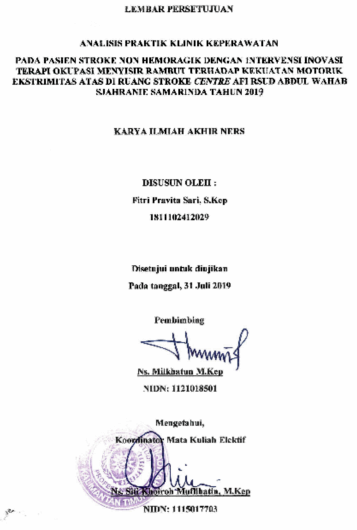 LEMBAR PERSETUJUAN
ANALISIS PRAKTIK KLINIK KEPERAWATAN
PADA PASIEN STROKE NON HEMORAGIK DENGAN INTERVENSI INOVASI
TERAPI OKUPASI MENYISIR RAMBUT TERHADAP KEKUATAN MOTORIK
EKSTRIMITAS ATAS DI RUANG STROKE CENTRE AFI RSUD ABDUL WAHAB
SJAHRANIE SAMARINDA TAHUN 2019
KARYA ILMIAH AKHIR NERS
DISUSUN OLEH :
Fitri Pravita Sari, S.Kep
1811102412029
Disetujui untuk diujikan
Pada tanggal, 31 Juli 2019
Pembimbing
Ns. Milkhatun M.Kep
NIDN: 1121018501
Mengetahui,
Koordinator Mata Kuliah Elektif
Ns. Siti Khoiroh Muflihatin, M.Kep
NIDN: 1115017703